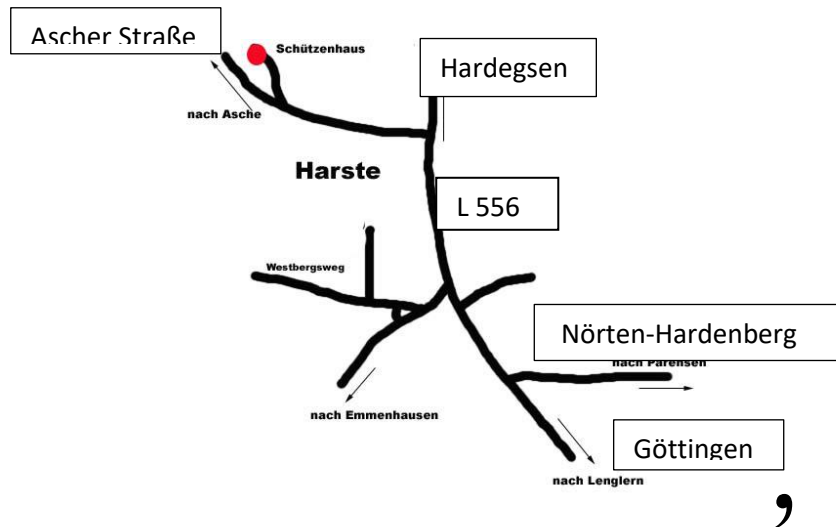 Ascher Straße
Schützenhaus
Hardegsen
nach Asche
Harste
L 556
Westbergsweg
Nörten-Hardenberg
nach Parensen
nach Emmenhausen
Göttingen
nach Lenglern
,